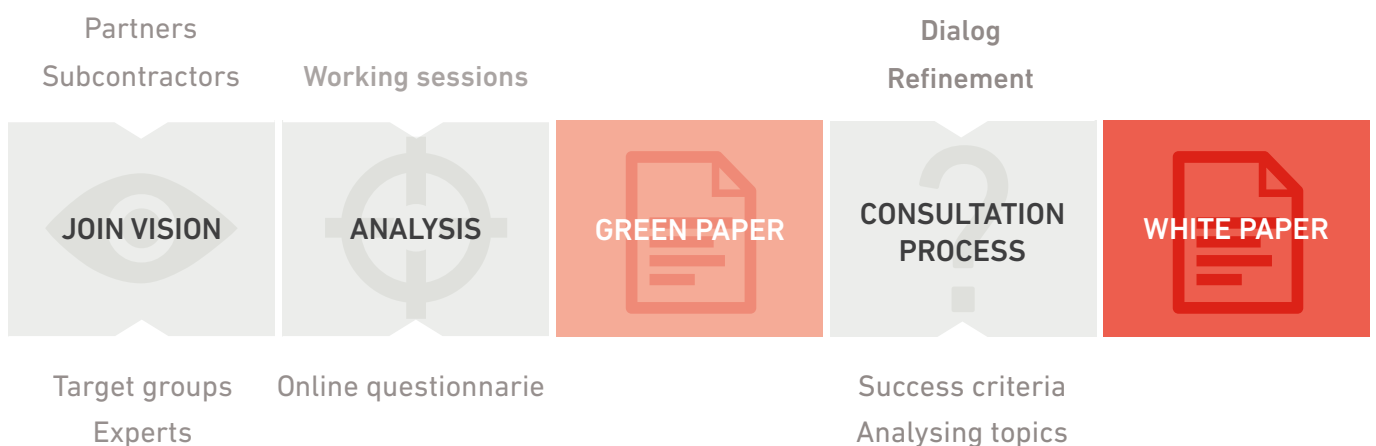 Partners
Subcontractors
Working sessions
Dialog
Refinement
JOIN VISION
ANALYSIS
GREEN PAPER
CONSULTATION
PROCESS
WHITE PAPER
Target groups
Experts
Online questionnarie
Success criteria
Analysing topics